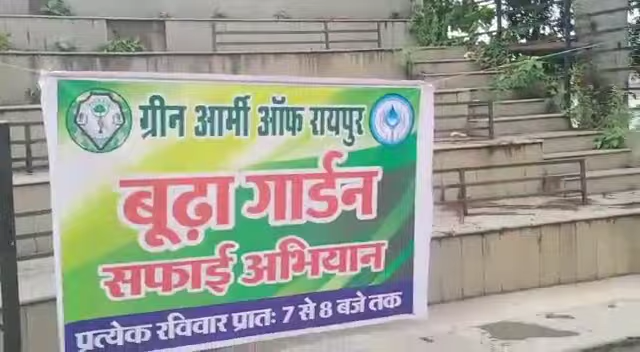 ग्रीन आर्मी ऑफ रायपुर
बूढ़ा गार्डन
सफाई अभियान
प्रत्येक रविवार प्रातः 7 से 8 बजे तक